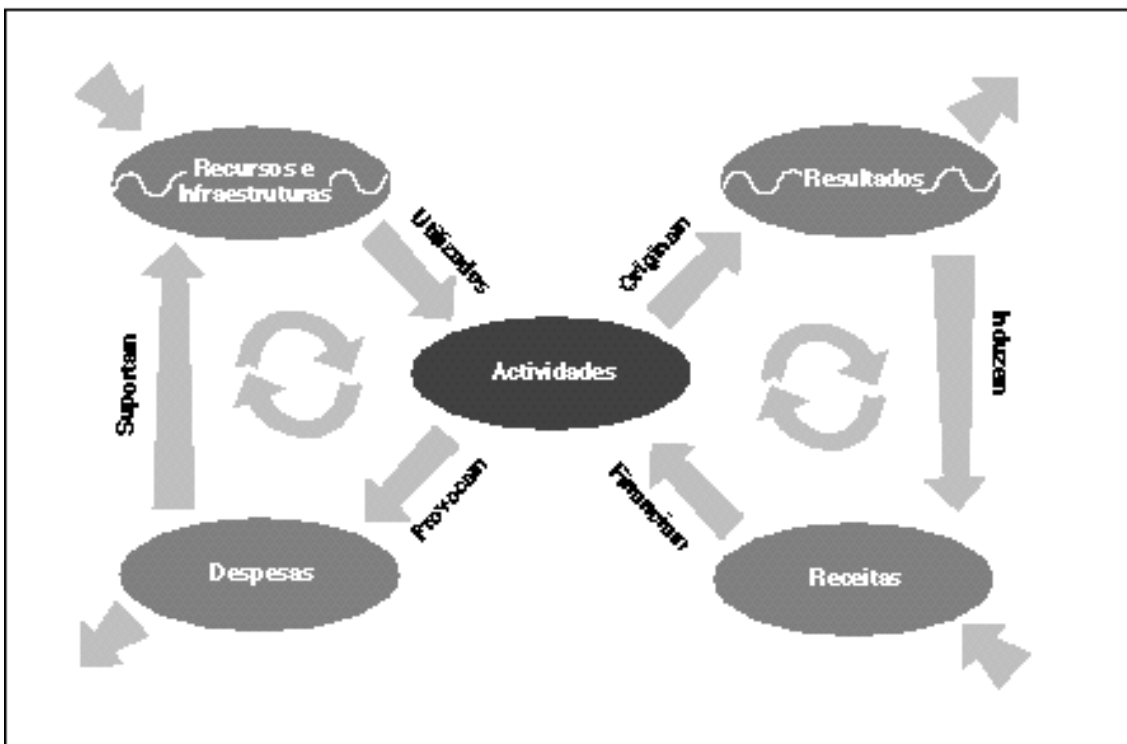 Recursos e
Infraestruturas
Resultados
Utilizados
Originam
Actividades
Suportam
Induzem
Provocam
Financiam
Despesas
Receitas